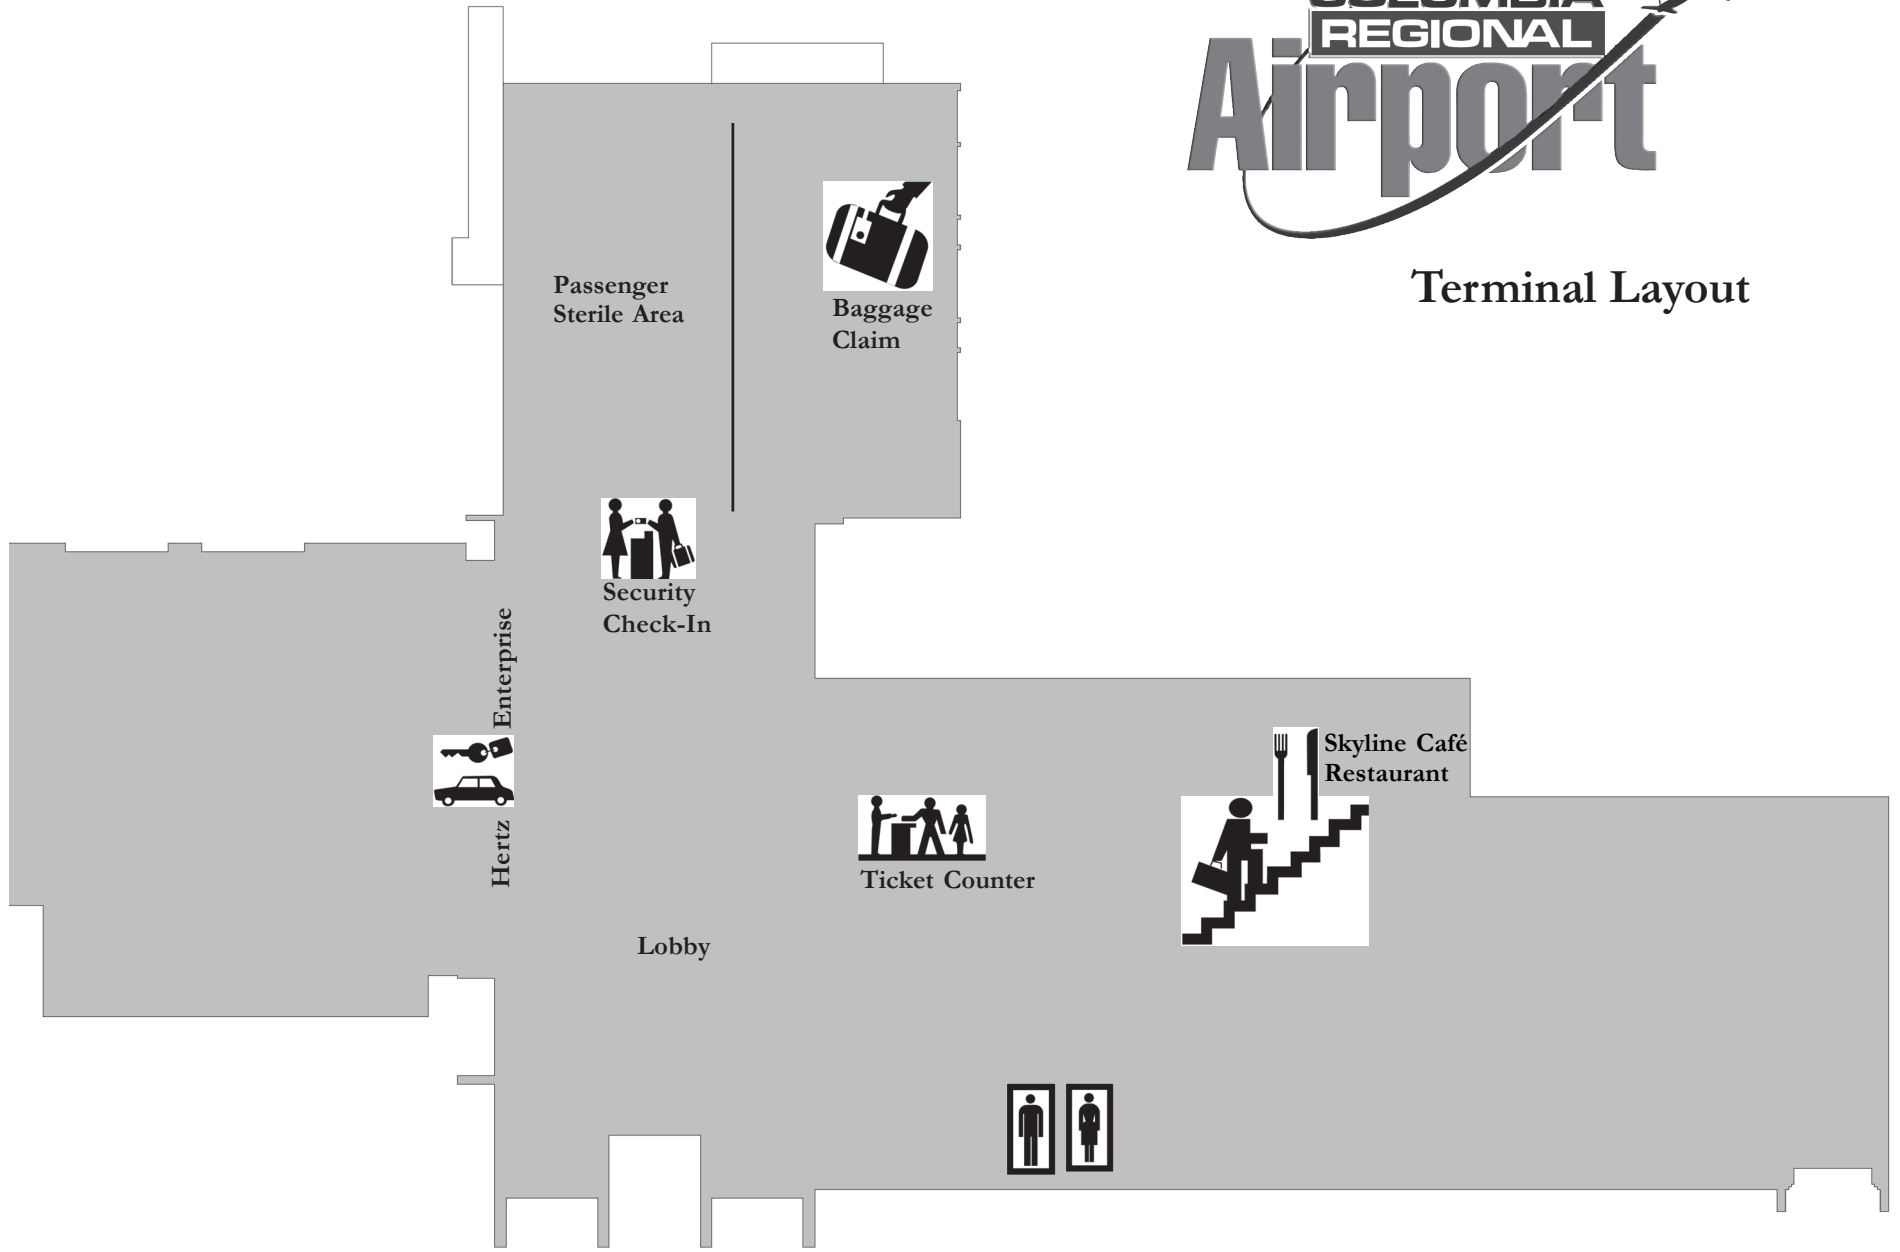 COLUMBIA
REGIONAL
Airport
Terminal Layout
Passenger
Sterile Area
Baggage
Claim
Security
Check-In
Enterprise
Hertz
Skyline Café
Restaurant
Ticket Counter
Lobby